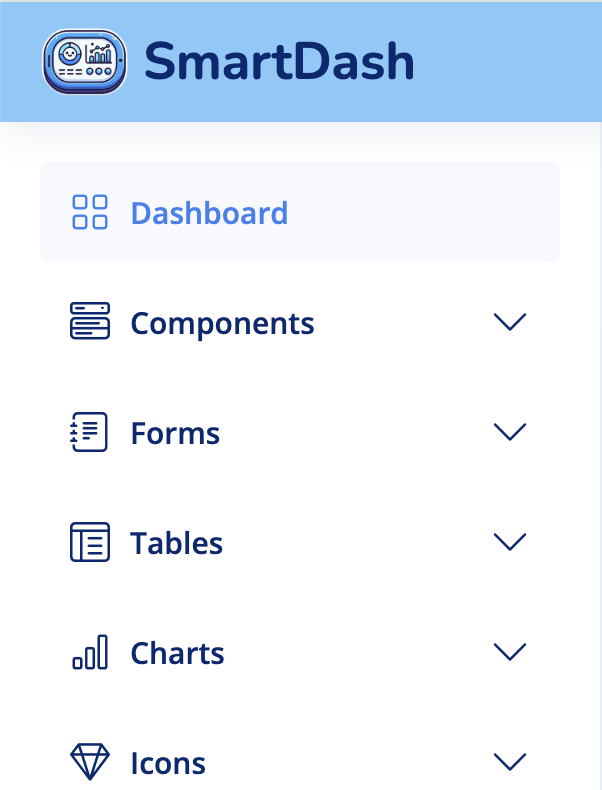 SmartDash
Dashboard
Components
Forms
Tables
Charts
Icons